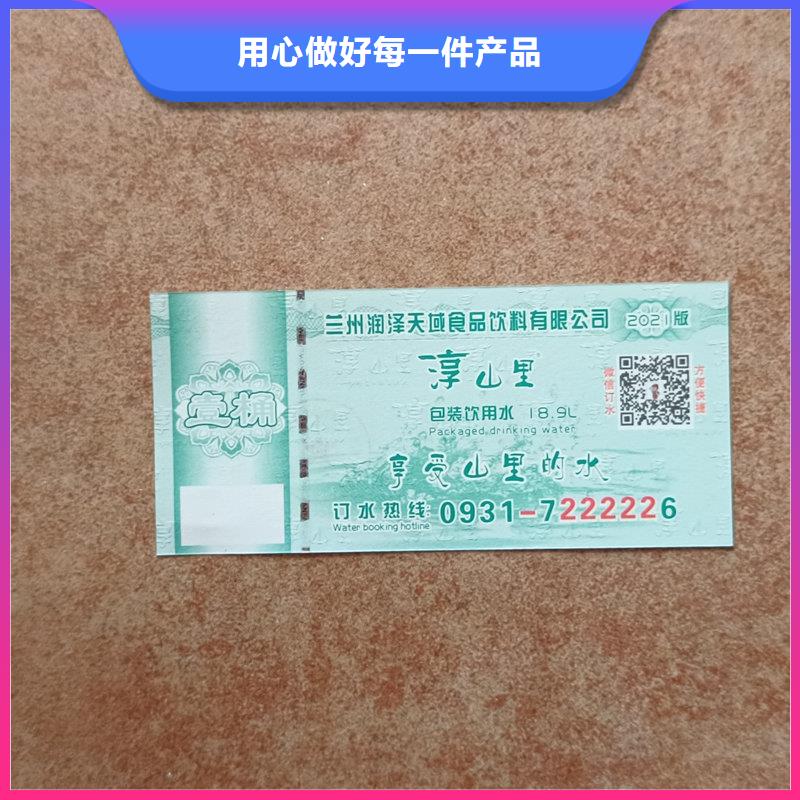 用心做好每一件产品
兰州润泽天域食品饮料有限公司 2021版
淳山里
壹桶
包装饮用水 18.9L
Packaged drinking water
微信订水
方便快捷
享受山里的水
订水热线: 0931-7222226
Water booking hotline